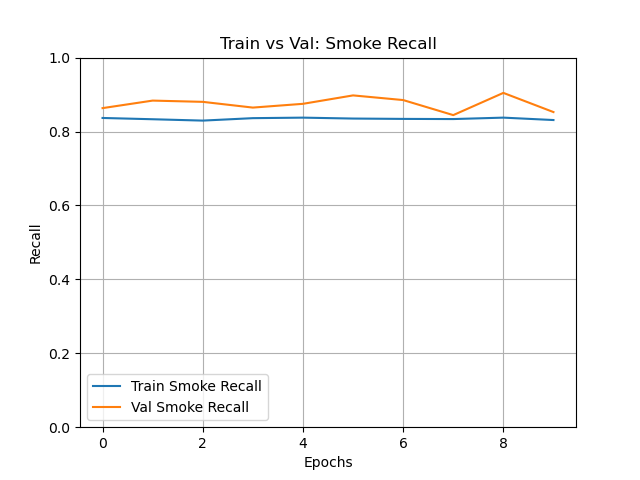 Train vs Val: Smoke Recall
1.0
0.8
0.6
0.4
0.2
0.0
Recall
Train Smoke Recall
Val Smoke Recall
0 2 4 6 8
Epochs